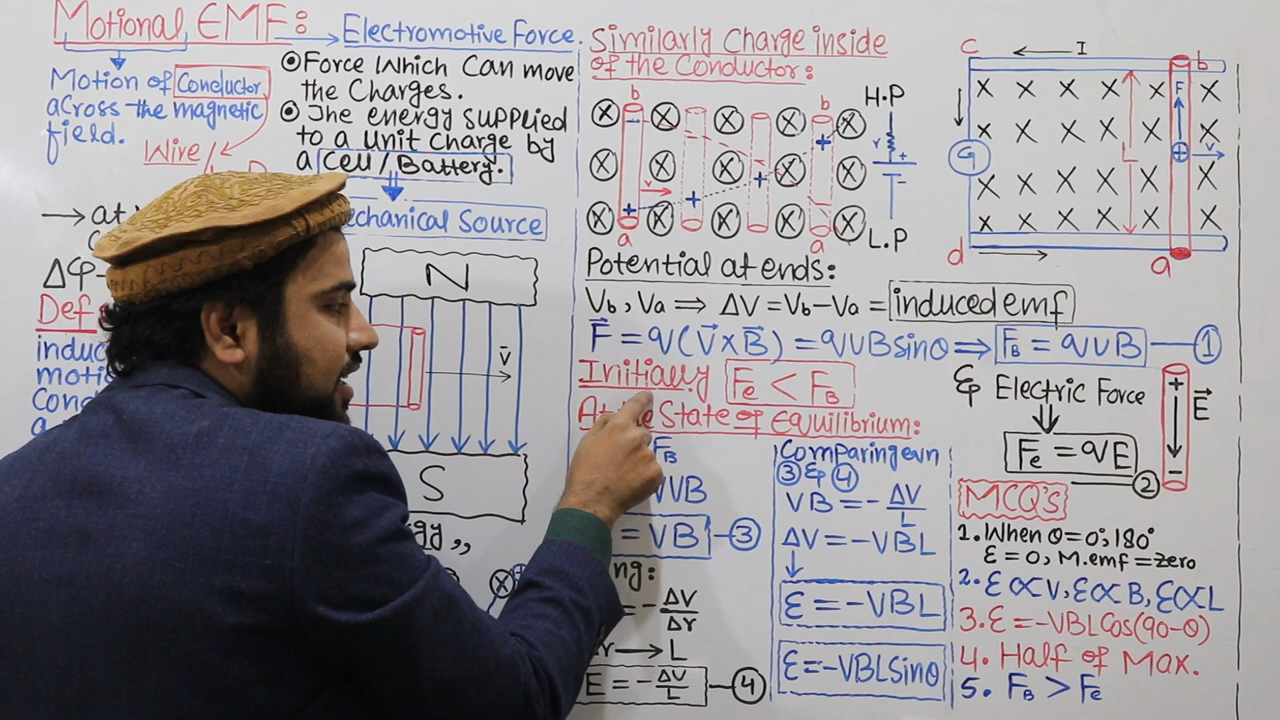 Motional EMF: → Electromotive Force.
Motion of Conductor
across the magnetic
field.
Wire/
⊙ Force Which Can move
the Charges.
⊙ The energy supplied
to a unit Charge by
a Cell/Battery.
echanical Source
→ at
Δφ
Def
induc
moti
Cond
N
v⃗
S
gy,,
Similarly Charge inside
of the Conductor:
b
b
H.P
r
+
-
v
+
+
+
+
a
a
L.P
Potential at ends:
Vb, Va ⇒ ΔV = Vb - Va = induced emf
F⃗ = q(V⃗ x B⃗) = qVBsinθ ⇒ FB = qVB — ①
Initially Fe < FB
At the State of Equilibrium:
FB
VB
= VB — ③
ng:
= -ΔV/Δr
r → L
E = -ΔV/L — ④
Comparing eqn
③ & ④
VB = -ΔV/L
ΔV = -VBL
ε = -VBL
ε = -VBLSinθ
c ← I b
F
G
L
+
v
d → a
& Electric Force
Fe = qE
②
+
E⃗
-
MCQ's
1. When θ = 0°, 180°
ε = 0, M.emf = zero
2. ε ∝ V, ε ∝ B, ε ∝ L
3. ε = -VBLCos(90-θ)
4. Half of Max.
5. FB > Fe